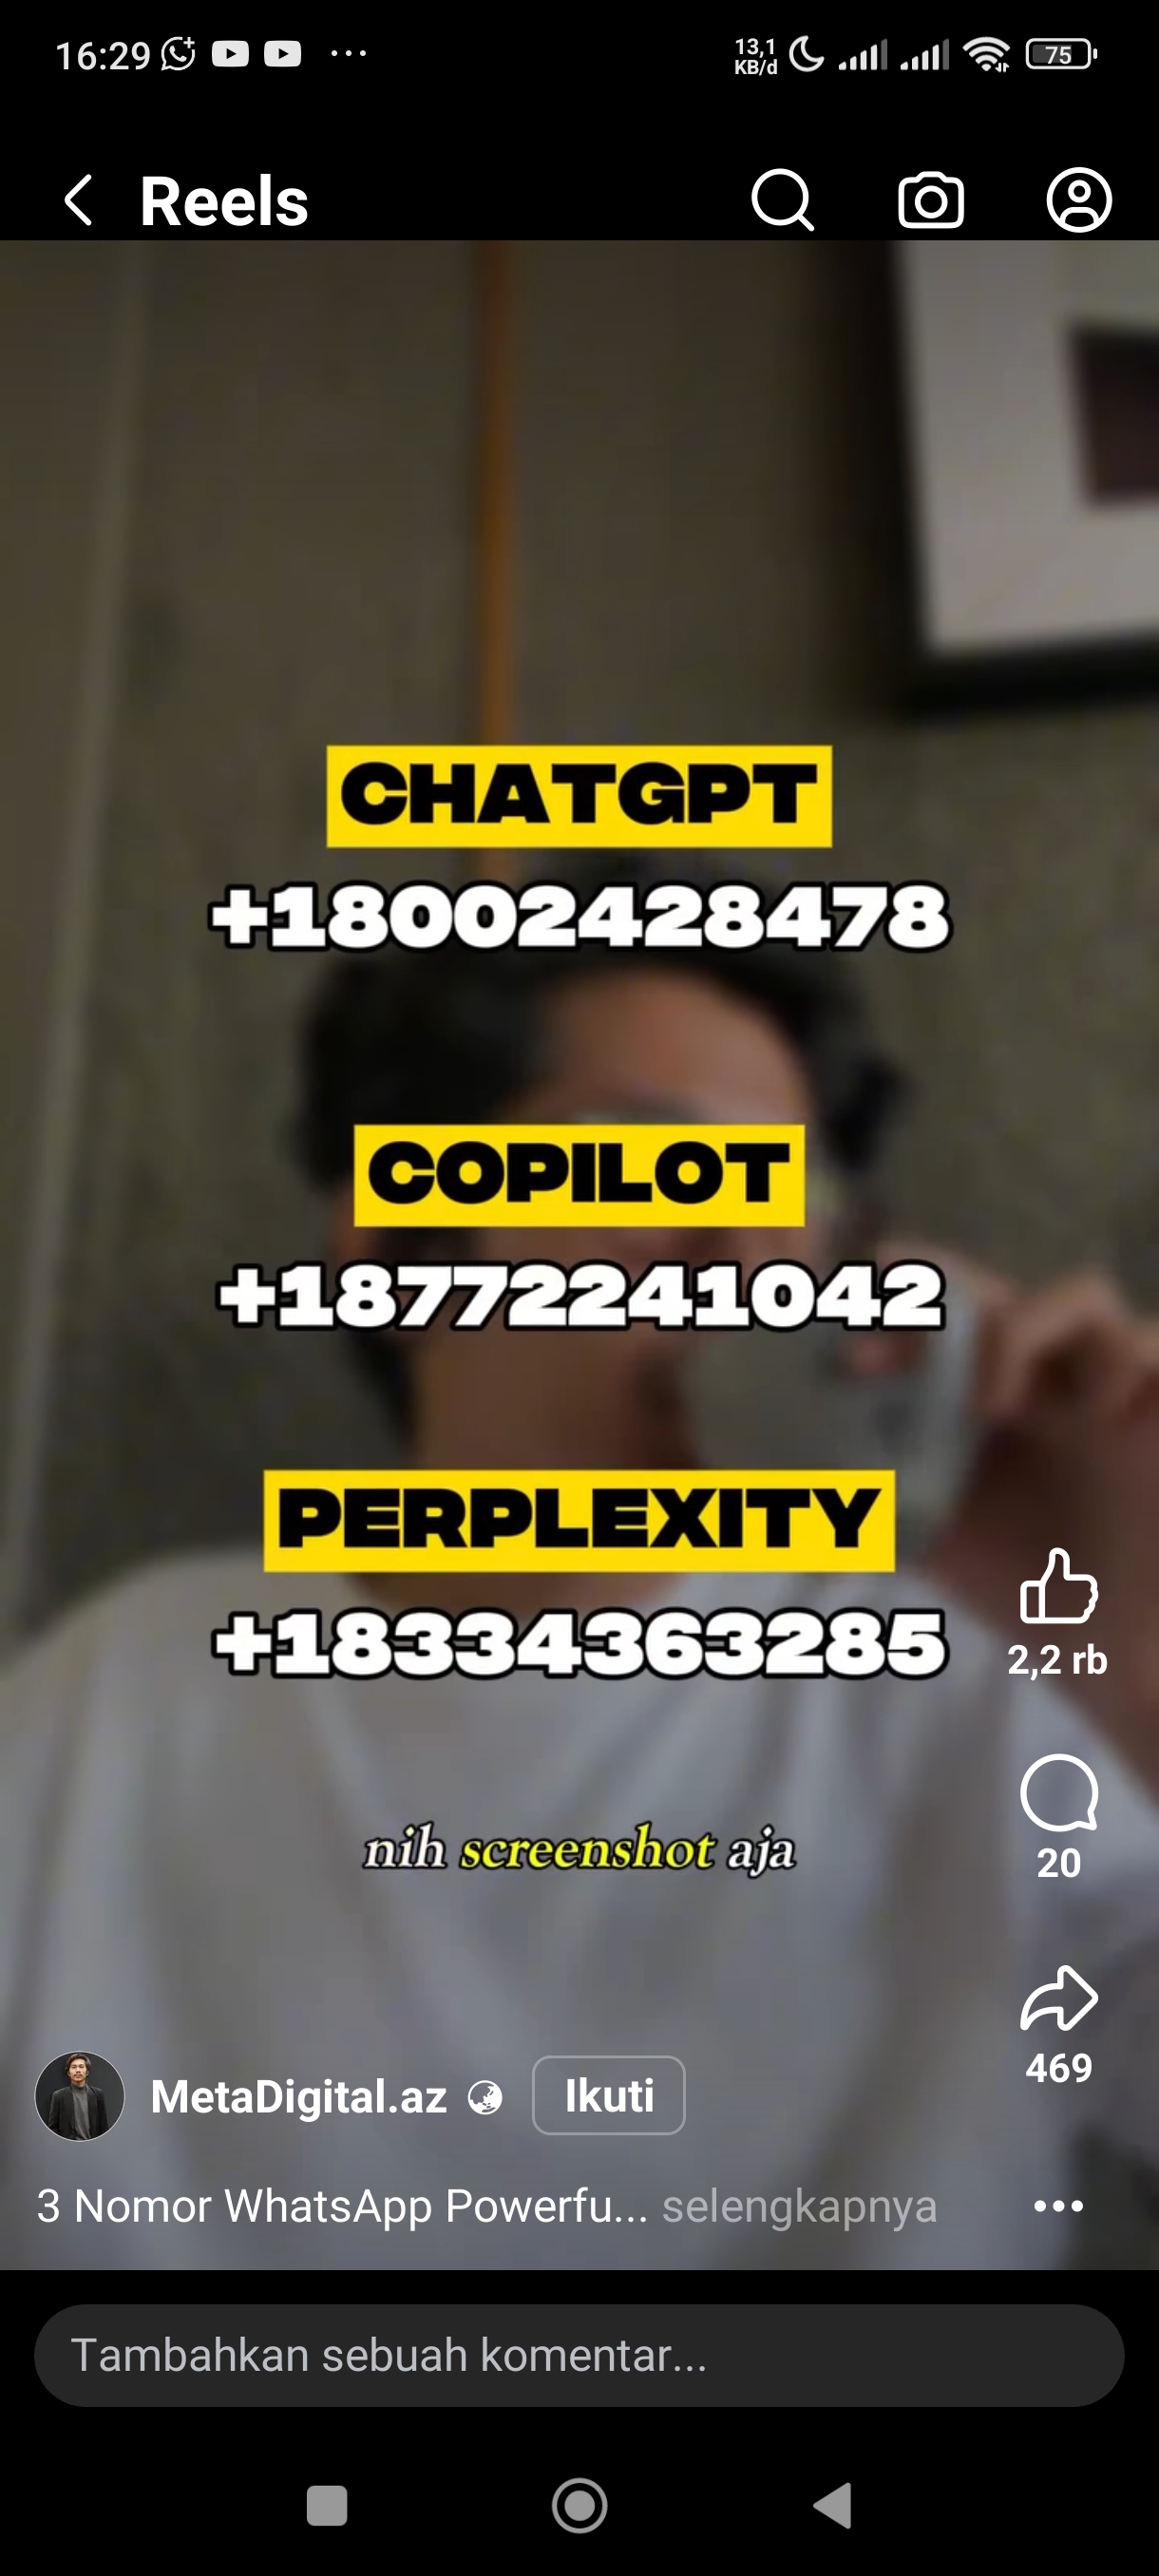 16:29
13,1
KB/d
75
Reels
CHATGPT
+18002428478
COPILOT
+18772241042
PERPLEXITY
+18334363285
2,2 rb
nih screenshot aja
20
469
MetaDigital.az
Ikuti
3 Nomor WhatsApp Powerfu... selengkapnya
Tambahkan sebuah komentar...